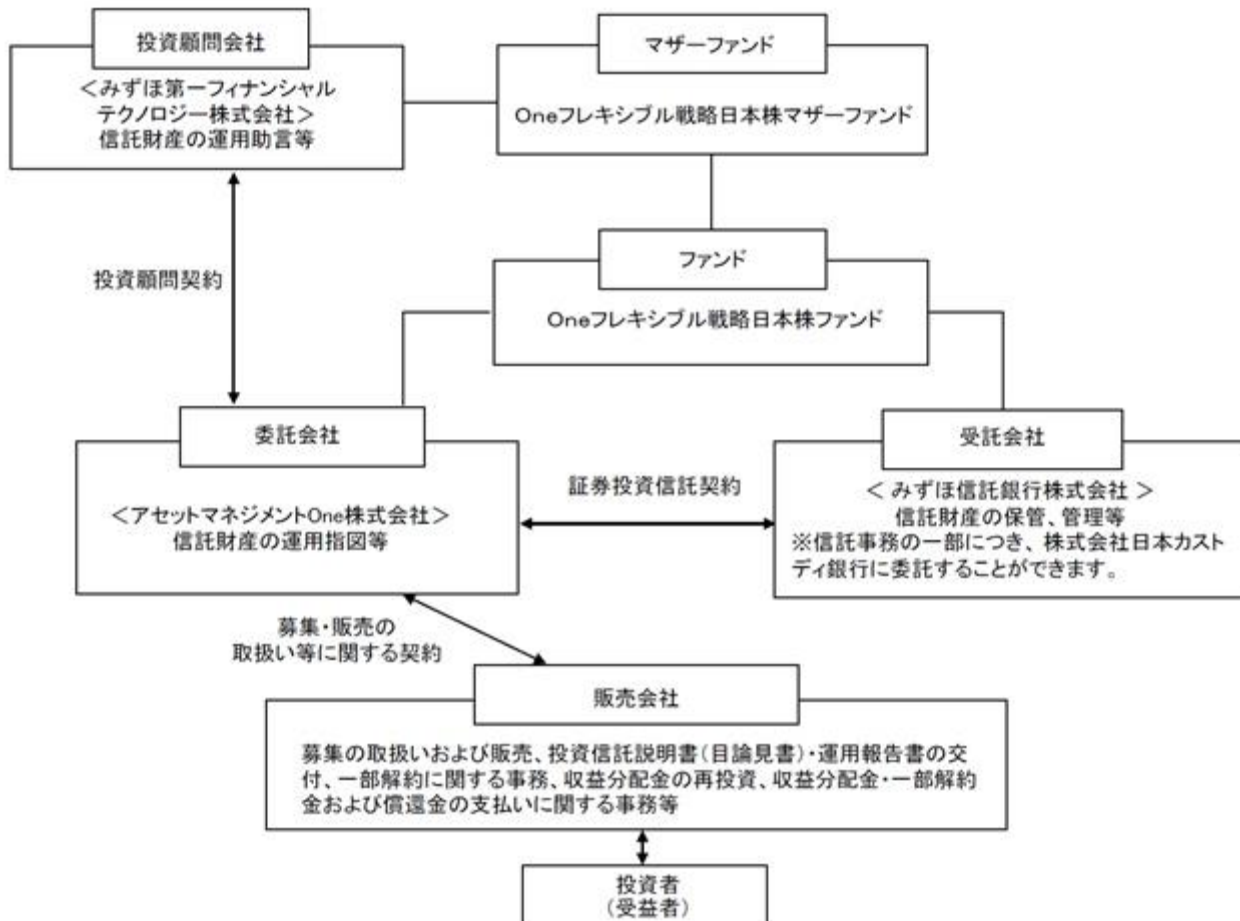 投資顧問会社
<みずほ第一フィナンシャル
テクノロジー株式会社>
信託財産の運用助言等
マザーファンド
Oneフレキシブル戦略日本株マザーファンド
投資顧問契約
ファンド
Oneフレキシブル戦略日本株ファンド
委託会社
<アセットマネジメントOne株式会社>
信託財産の運用指図等
証券投資信託契約
受託会社
< みずほ信託銀行株式会社 >
信託財産の保管、管理等
※信託事務の一部につき、株式会社日本カスト
ディ銀行に委託することができます。
募集・販売の
取扱い等に関する契約
販売会社
募集の取扱いおよび販売、投資信託説明書(目論見書)・運用報告書の交
付、一部解約に関する事務、収益分配金の再投資、収益分配金・一部解約
金および償還金の支払いに関する事務等
投資者
(受益者)